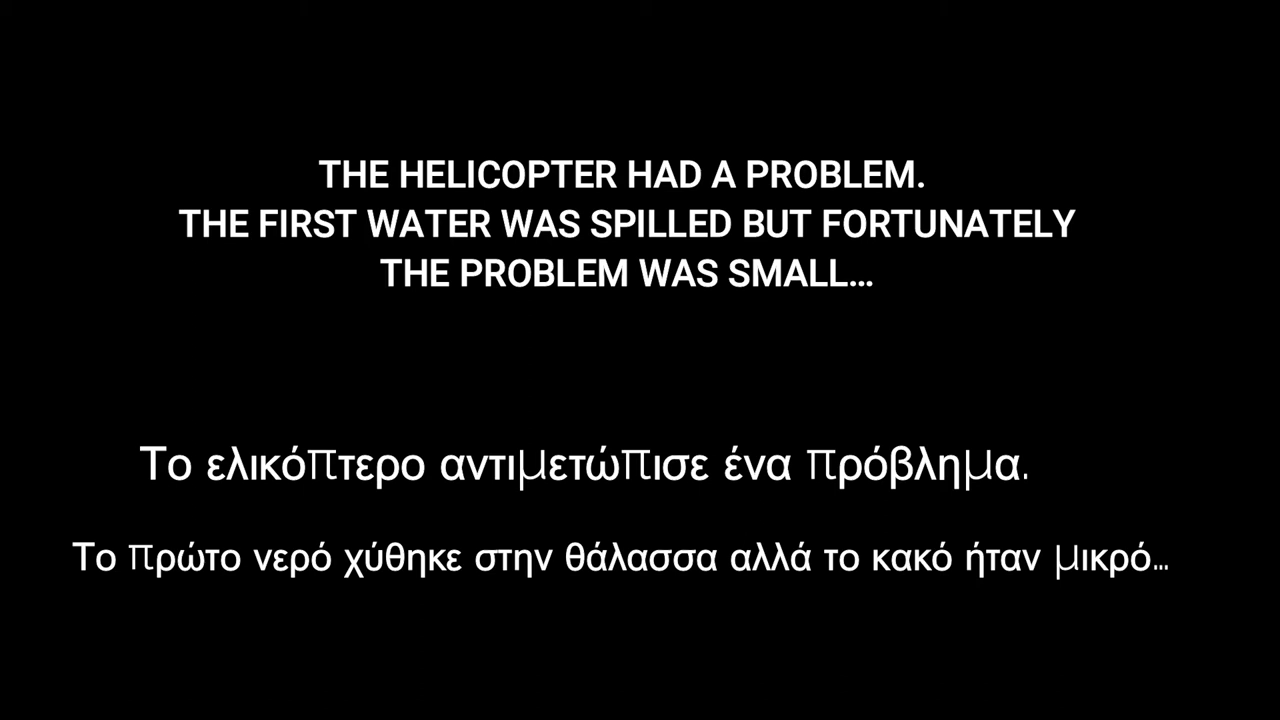 THE HELICOPTER HAD A PROBLEM.
THE FIRST WATER WAS SPILLED BUT FORTUNATELY
THE PROBLEM WAS SMALL...
Το ελικόπτερο αντιμετώπισε ένα πρόβλημα.
Το πρώτο νερό χύθηκε στην θάλασσα αλλά το κακό ήταν μικρό...